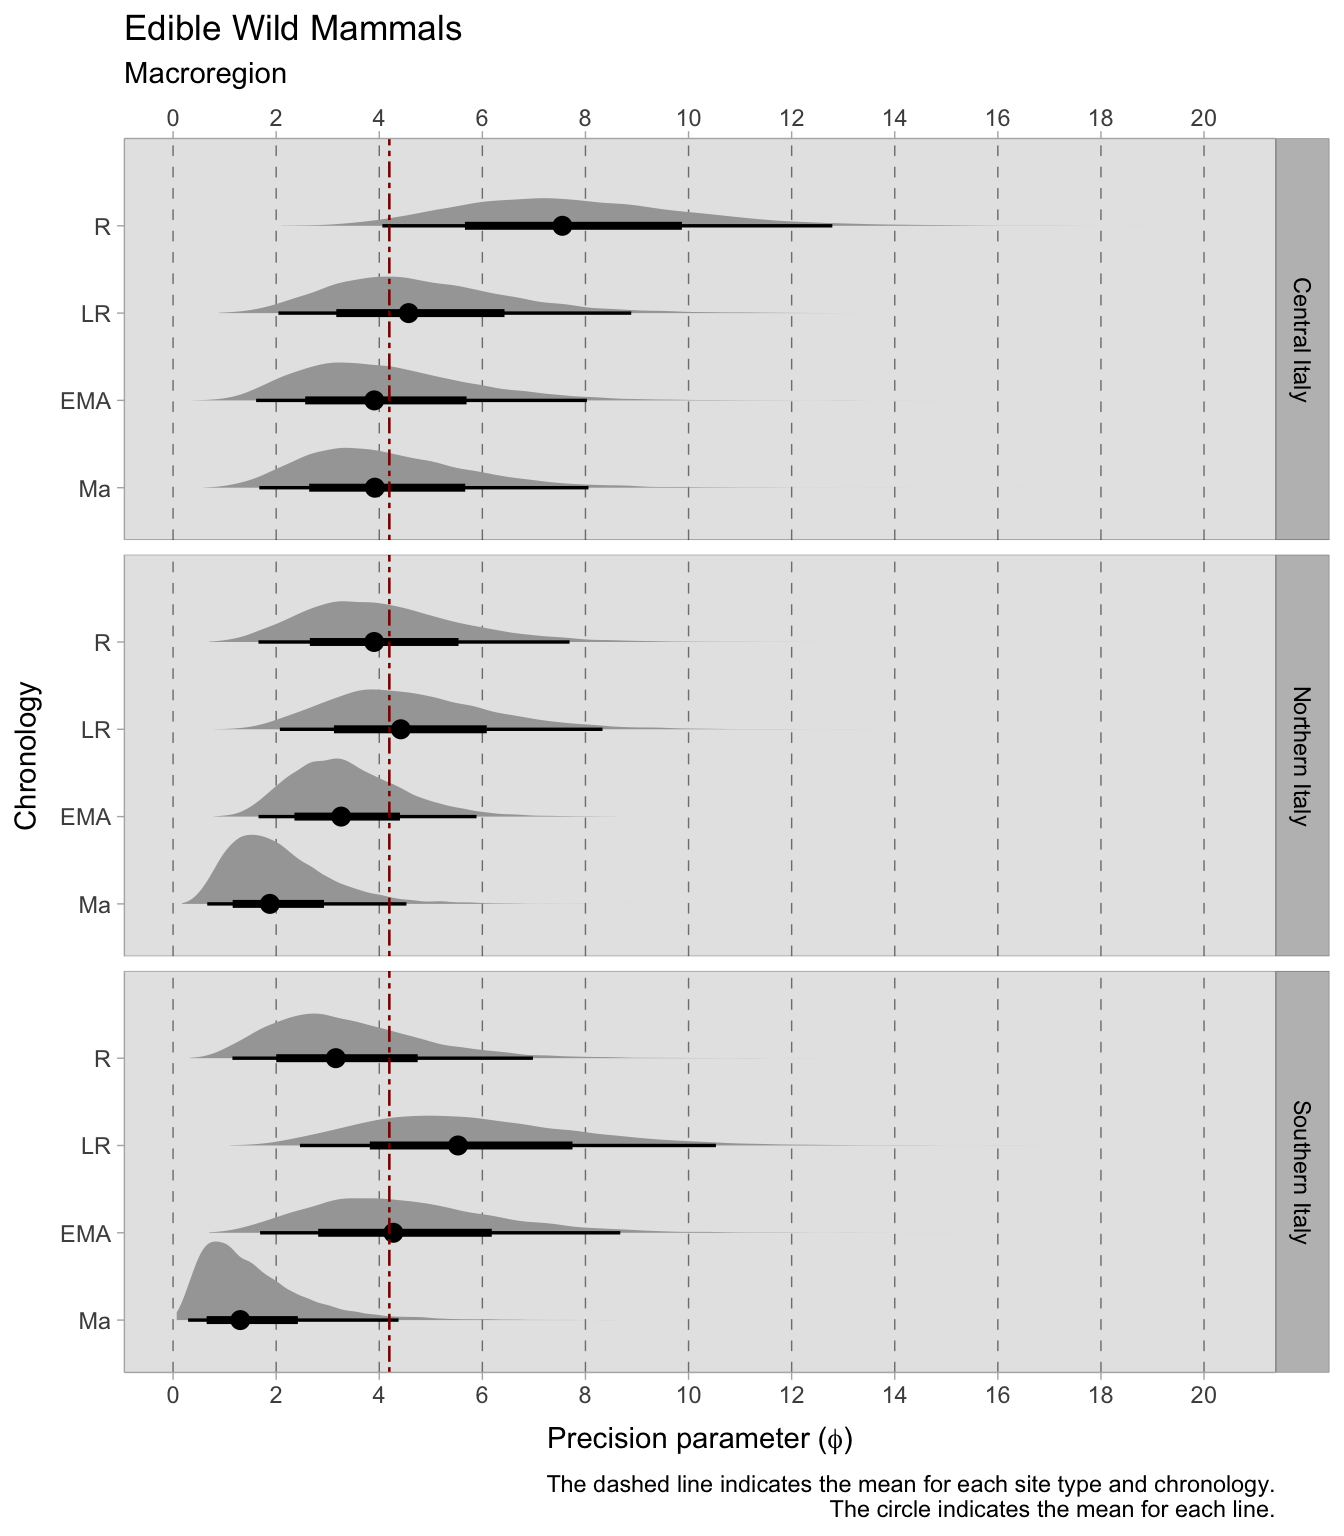 Edible Wild Mammals
Macroregion
0 2 4 6 8 10 12 14 16 18 20
R
LR
EMA
Ma
Central Italy
R
LR
EMA
Ma
Northern Italy
R
LR
EMA
Ma
Southern Italy
Chronology
0 2 4 6 8 10 12 14 16 18 20
Precision parameter (ϕ)
The dashed line indicates the mean for each site type and chronology.
The circle indicates the mean for each line.